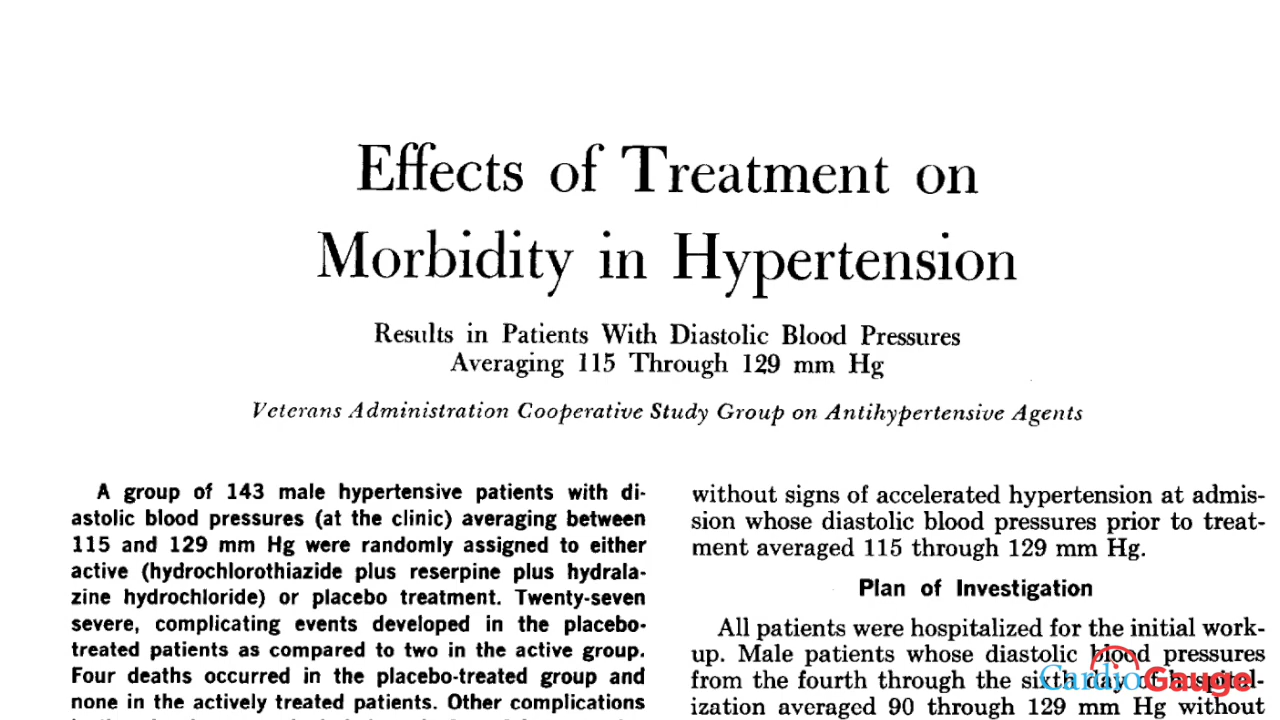 Effects of Treatment on
Morbidity in Hypertension
Results in Patients With Diastolic Blood Pressures
Averaging 115 Through 129 mm Hg
Veterans Administration Cooperative Study Group on Antihypertensive Agents
A group of 143 male hypertensive patients with di-
astolic blood pressures (at the clinic) averaging between
115 and 129 mm Hg were randomly assigned to either
active (hydrochlorothiazide plus reserpine plus hydrala-
zine hydrochloride) or placebo treatment. Twenty-seven
severe, complicating events developed in the placebo-
treated patients as compared to two in the active group.
Four deaths occurred in the placebo-treated group and
none in the actively treated patients. Other complications
without signs of accelerated hypertension at admis-
sion whose diastolic blood pressures prior to treat-
ment averaged 115 through 129 mm Hg.
Plan of Investigation
All patients were hospitalized for the initial work-
up. Male patients whose diastolic blood pressures
from the fourth through the sixth day of hospital-
ization averaged 90 through 129 mm Hg without
CardioGauge